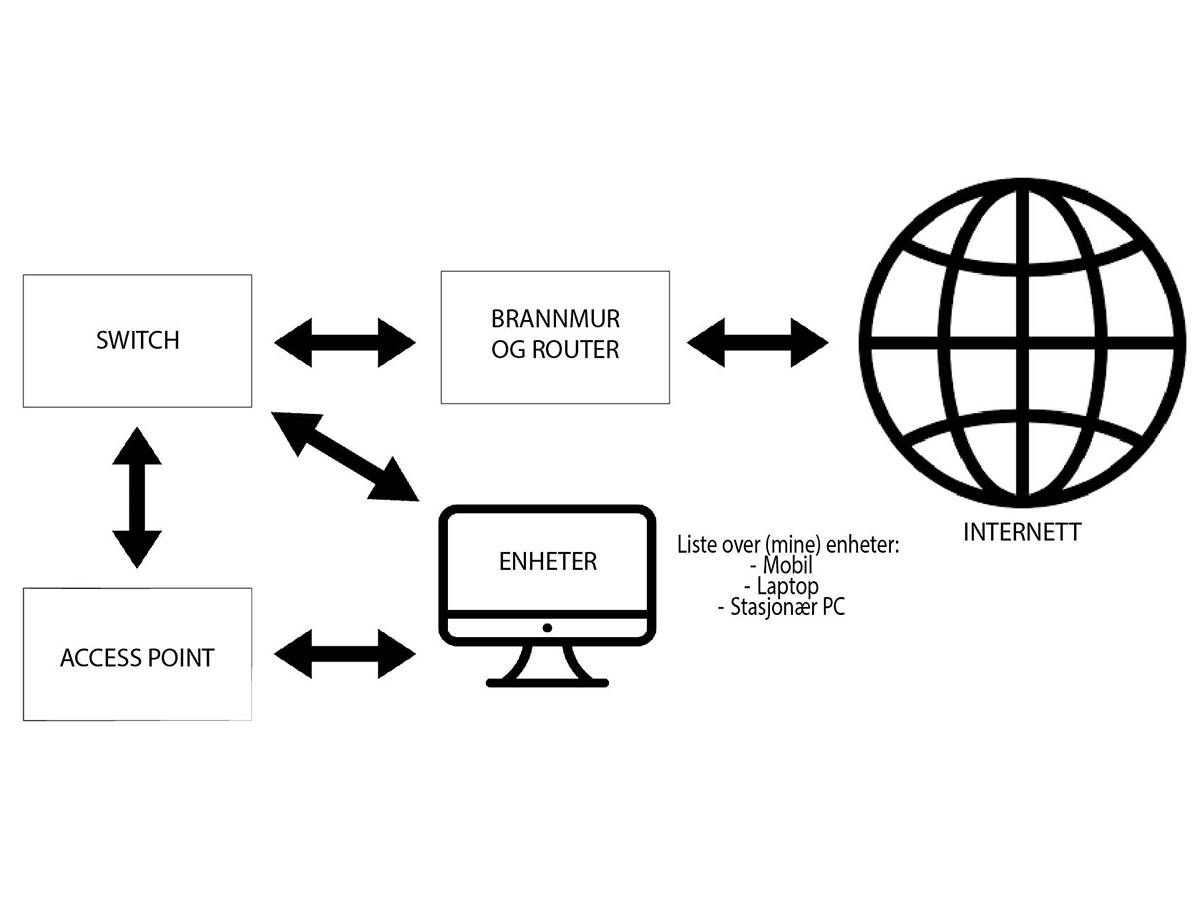 SWITCH
BRANNMUR
OG ROUTER
INTERNETT
ENHETER
Liste over (mine) enheter:
- Mobil
- Laptop
- Stasjonær PC
ACCESS POINT